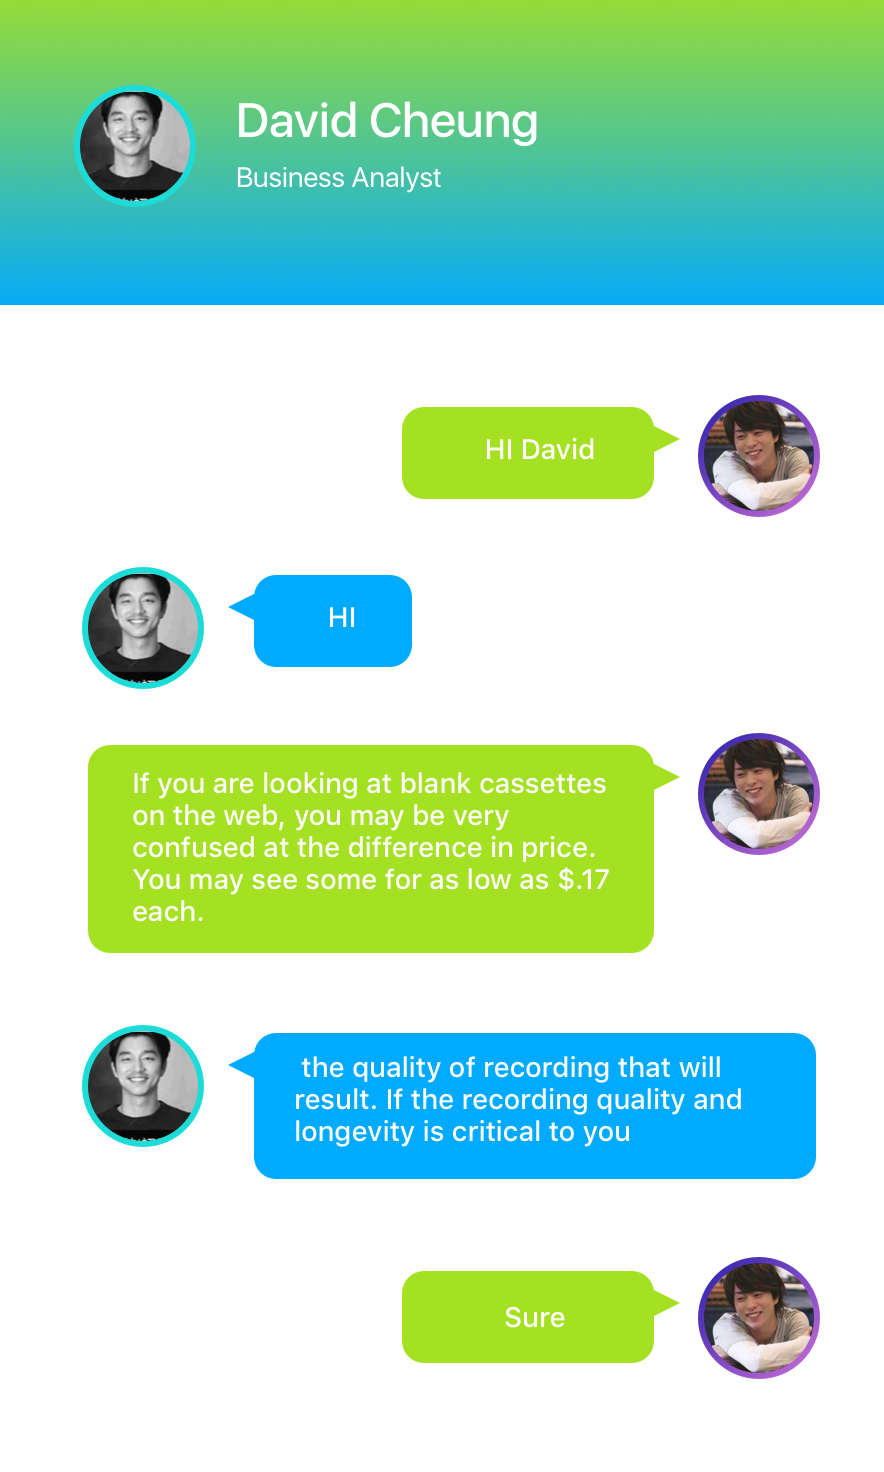 David Cheung
Business Analyst
HI David
HI
If you are looking at blank cassettes
on the web, you may be very
confused at the difference in price.
You may see some for as low as $.17
each.
the quality of recording that will
result. If the recording quality and
longevity is critical to you
Sure